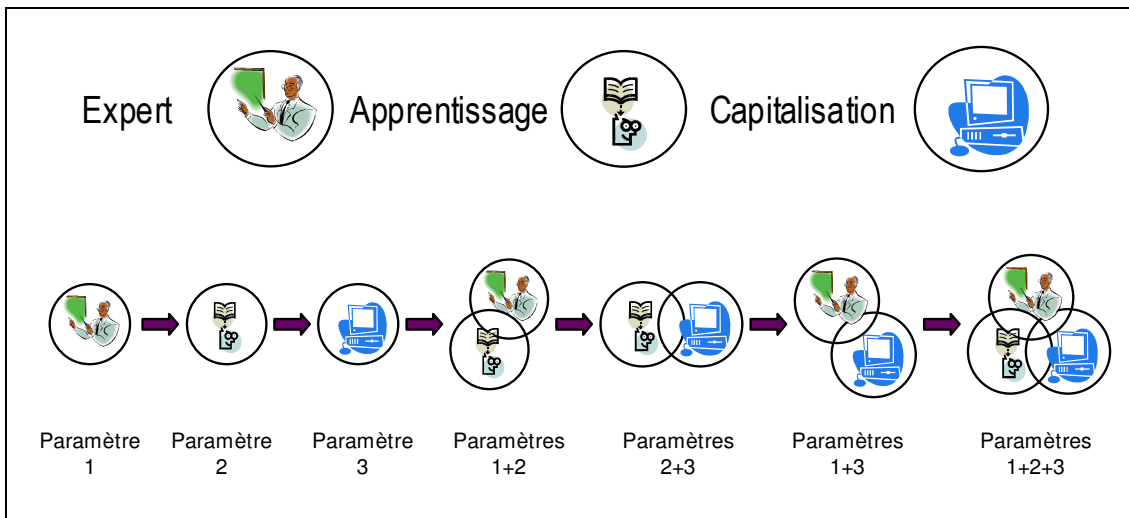 Expert Apprentissage Capitalisation
Paramètre Paramètre Paramètre Paramètres Paramètres Paramètres Paramètres
1 2 3 1+2 2+3 1+3 1+2+3